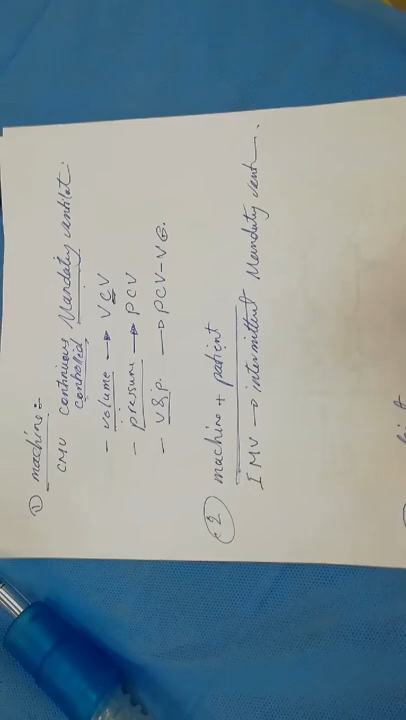 ① machine :-
CMV continuous Mandatory ventilat.
controlled
- volume → VCV
- pressure → PCV
- V&P. → PCV-VG.
② machine + patient
IMV → intermittent Mandatory vent